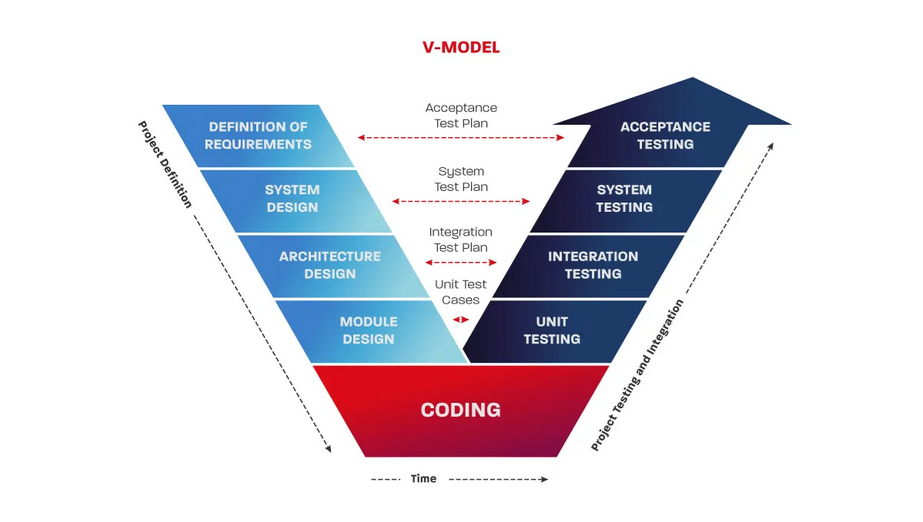 V-MODEL
Acceptance
Test Plan
DEFINITION OF
REQUIREMENTS
ACCEPTANCE
TESTING
Project Definition
System
Test Plan
SYSTEM
DESIGN
SYSTEM
TESTING
Integration
Test Plan
ARCHITECTURE
DESIGN
INTEGRATION
TESTING
Unit Test
Cases
MODULE
DESIGN
UNIT
TESTING
Project Testing and Integration
CODING
Time